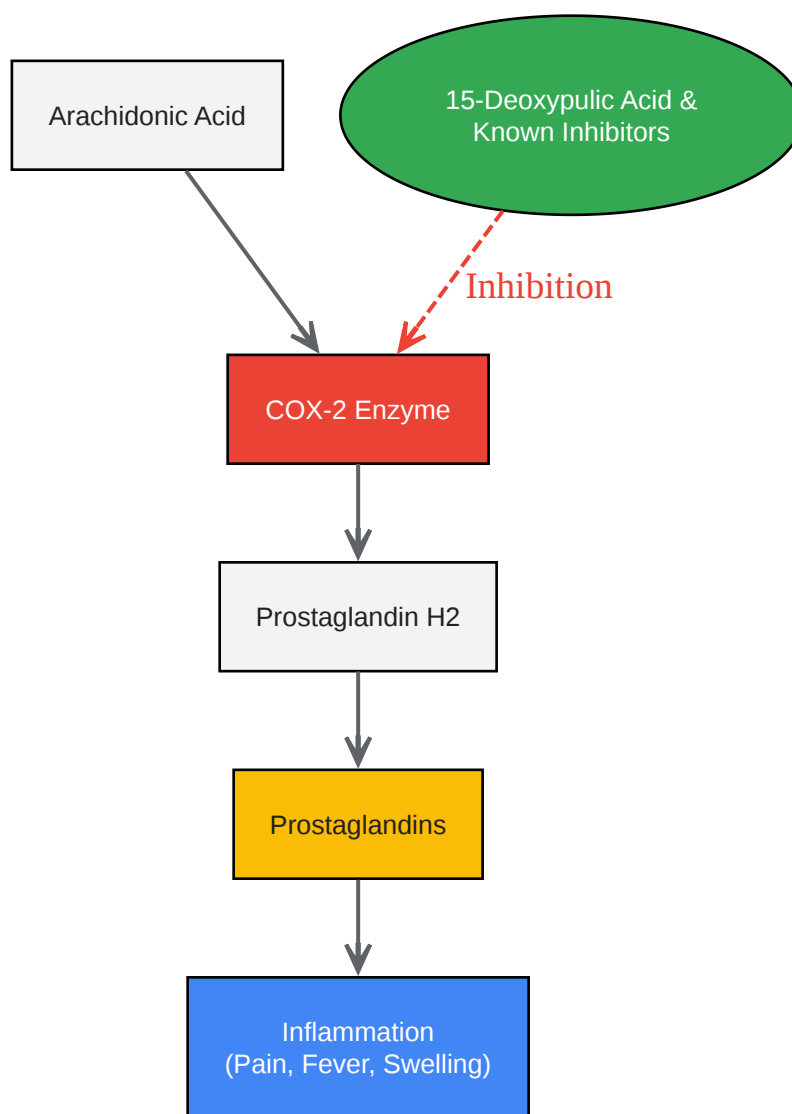 Arachidonic Acid
15-Deoxypulic Acid &
Known Inhibitors
Inhibition
COX-2 Enzyme
Prostaglandin H2
Prostaglandins
Inflammation
(Pain, Fever, Swelling)